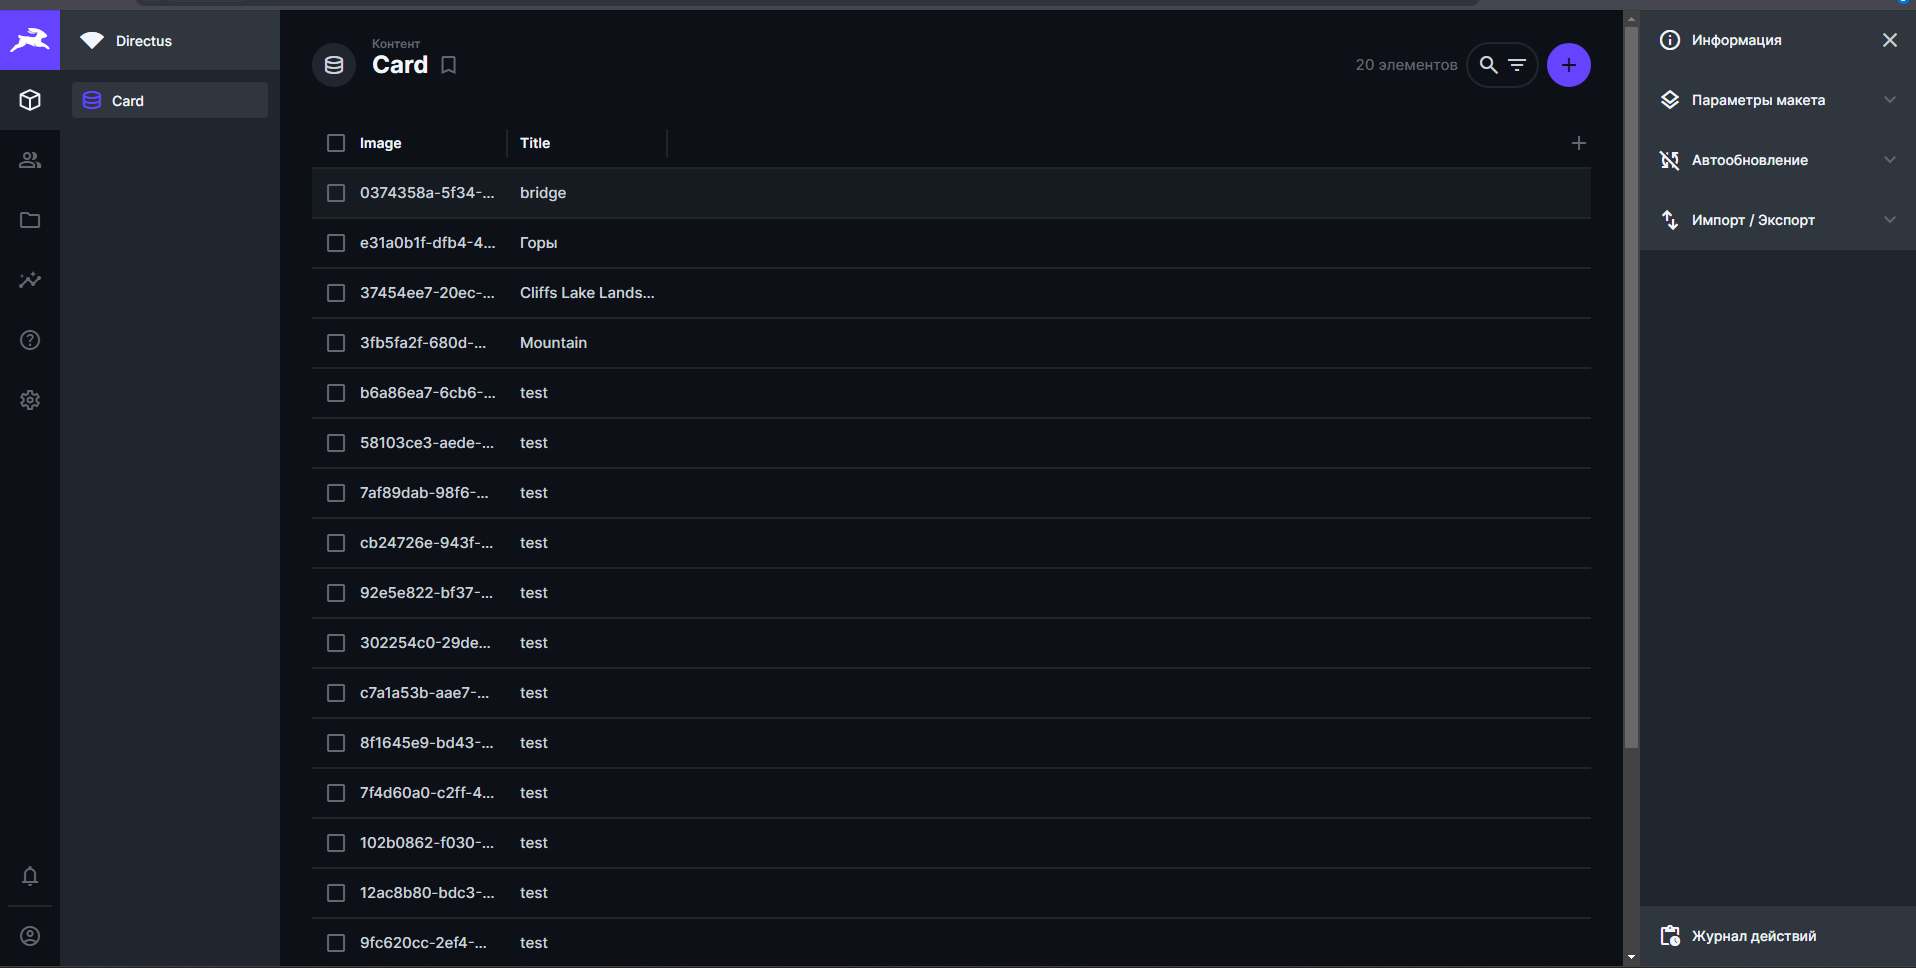 Directus
Card
Контент
Card
20 элементов
Image
Title
0374358a-5f34-...
bridge
e31a0b1f-dfb4-4...
Горы
37454ee7-20ec-...
Cliffs Lake Lands...
3fb5fa2f-680d-...
Mountain
b6a86ea7-6cb6-...
test
58103ce3-aede-...
test
7af89dab-98f6-...
test
cb24726e-943f-...
test
92e5e822-bf37-...
test
302254c0-29de...
test
c7a1a53b-aae7-...
test
8f1645e9-bd43-...
test
7f4d60a0-c2ff-4...
test
102b0862-f030-...
test
12ac8b80-bdc3-...
test
9fc620cc-2ef4-...
test
Информация
Параметры макета
Автообновление
Импорт / Экспорт
Журнал действий